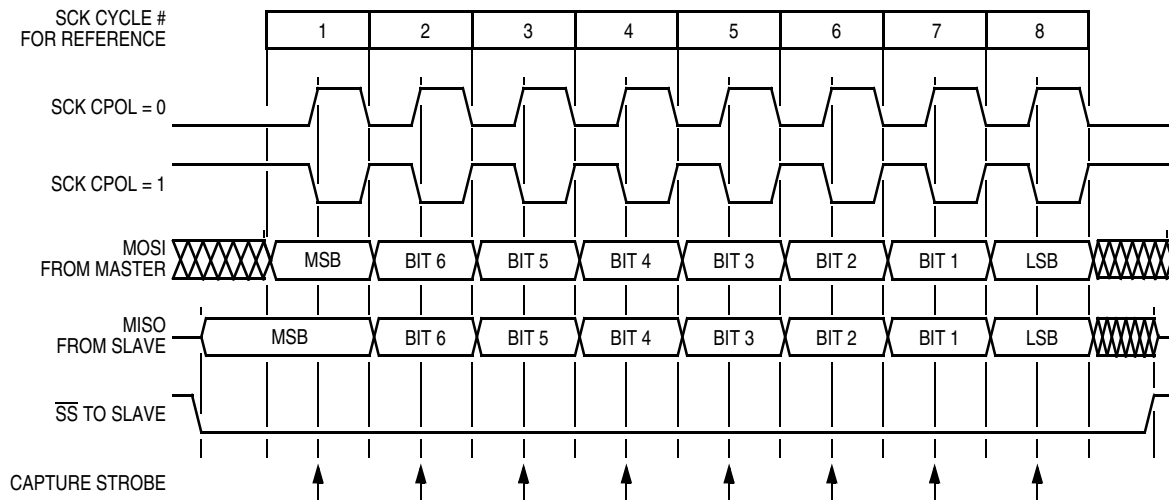 SCK CYCLE #
FOR REFERENCE
1 2 3 4 5 6 7 8
SCK CPOL = 0
SCK CPOL = 1
MOSI
FROM MASTER
MSB BIT 6 BIT 5 BIT 4 BIT 3 BIT 2 BIT 1 LSB
MISO
FROM SLAVE
MSB BIT 6 BIT 5 BIT 4 BIT 3 BIT 2 BIT 1 LSB
S̅S̅ TO SLAVE
CAPTURE STROBE